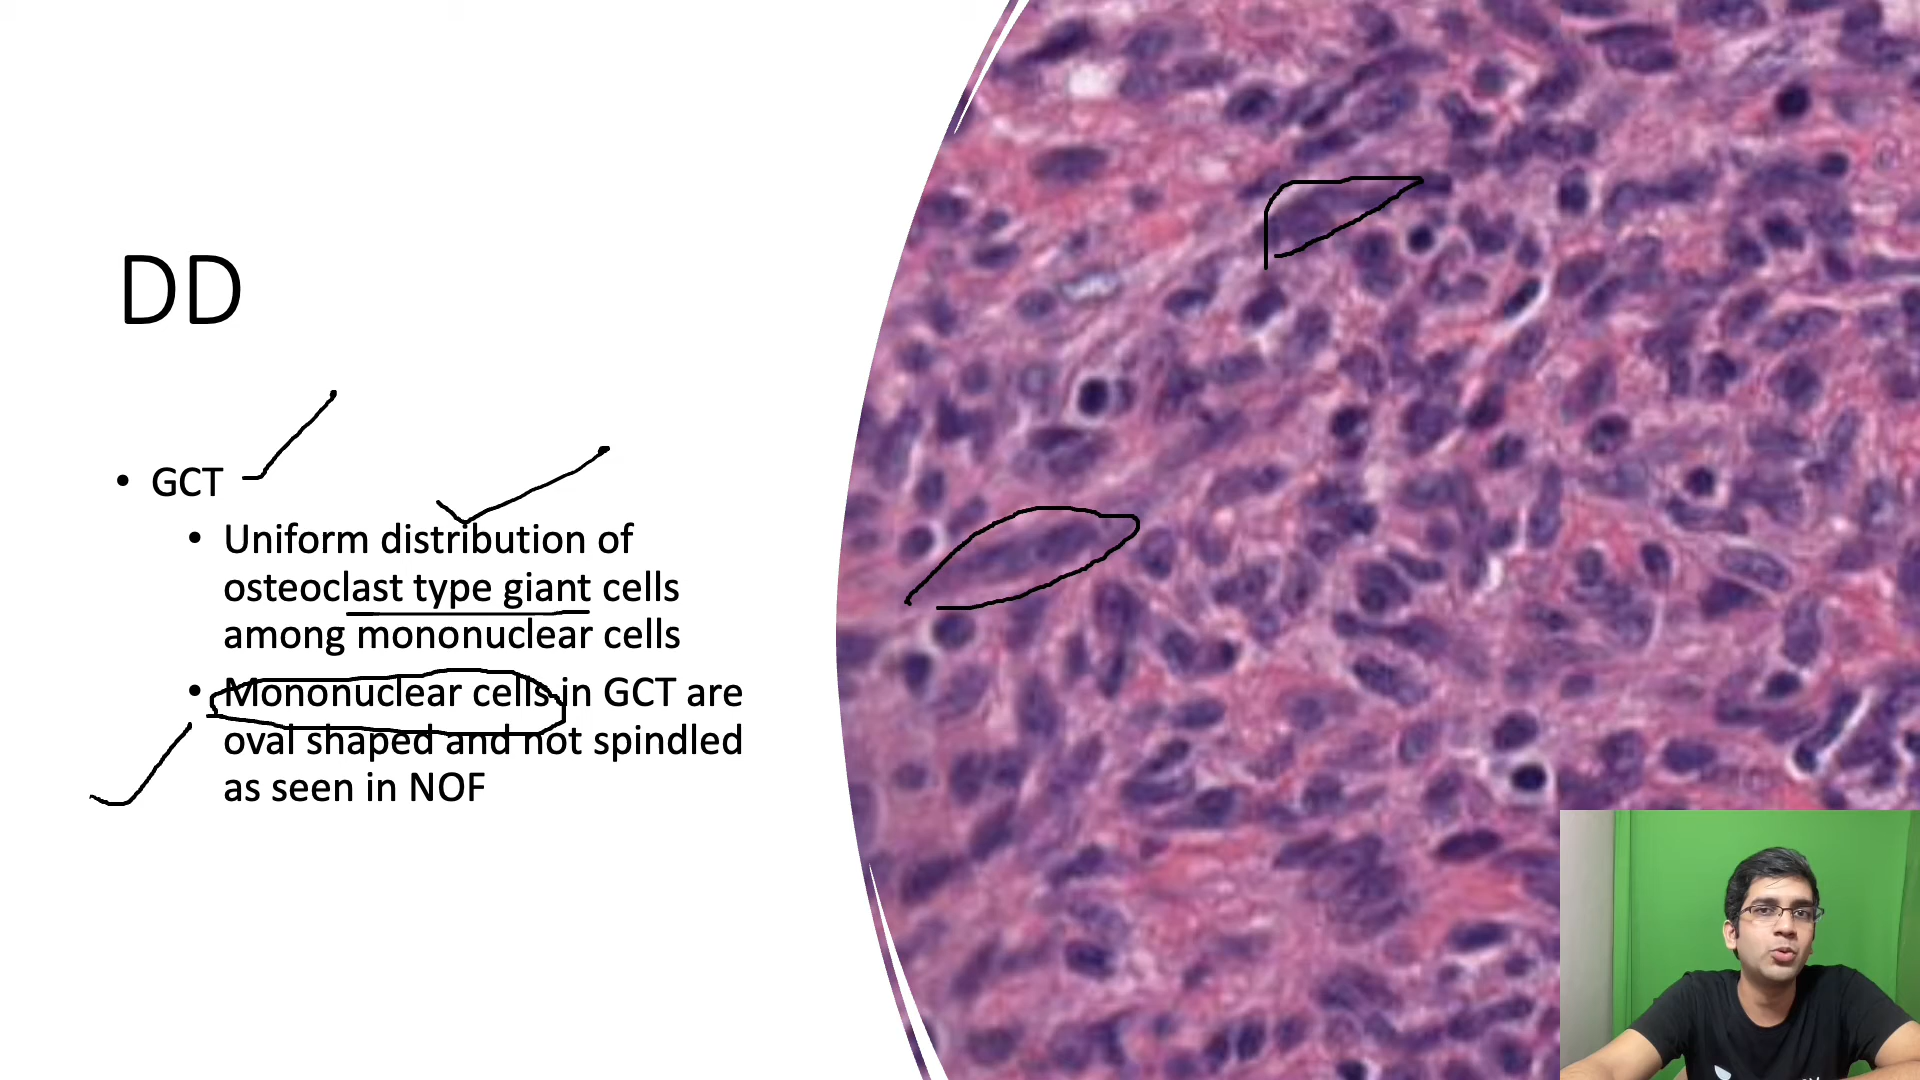 DD
• GCT
• Uniform distribution of
osteoclast type giant cells
among mononuclear cells
• Mononuclear cells in GCT are
oval shaped and not spindled
as seen in NOF